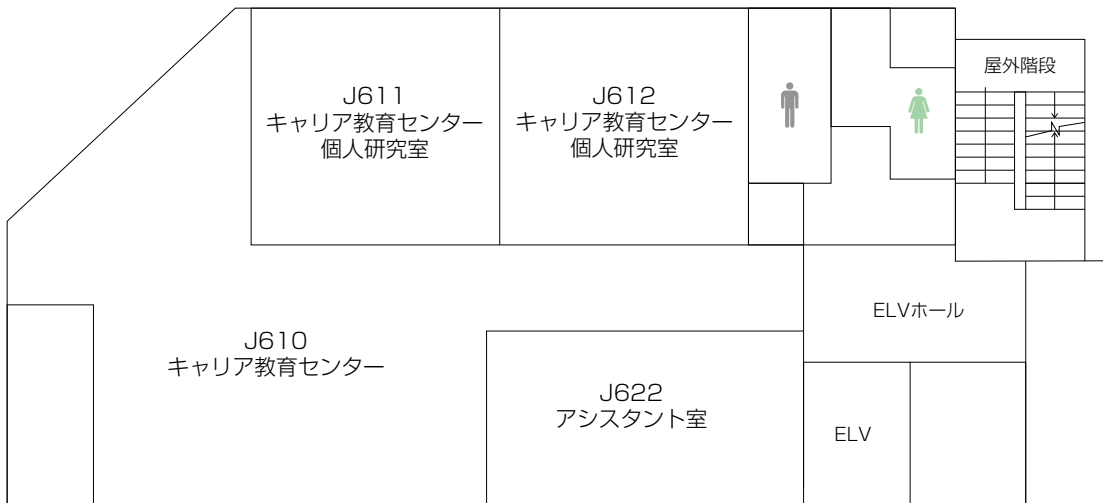 J611
キャリア教育センター
個人研究室
J612
キャリア教育センター
個人研究室
屋外階段
ELVホール
J610
キャリア教育センター
J622
アシスタント室
ELV